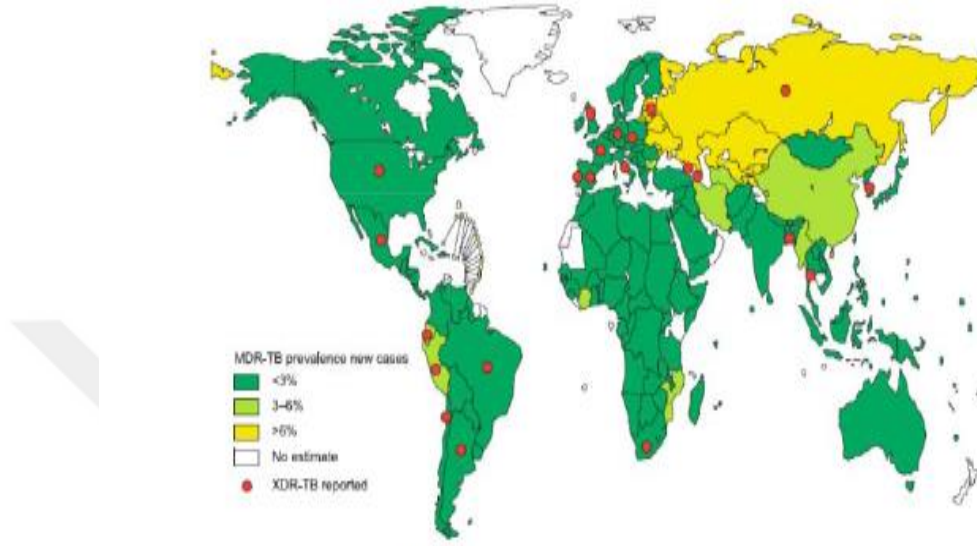 MDR-TB prevalence new cases
<3%
3–6%
>6%
No estimate
XDR-TB reported